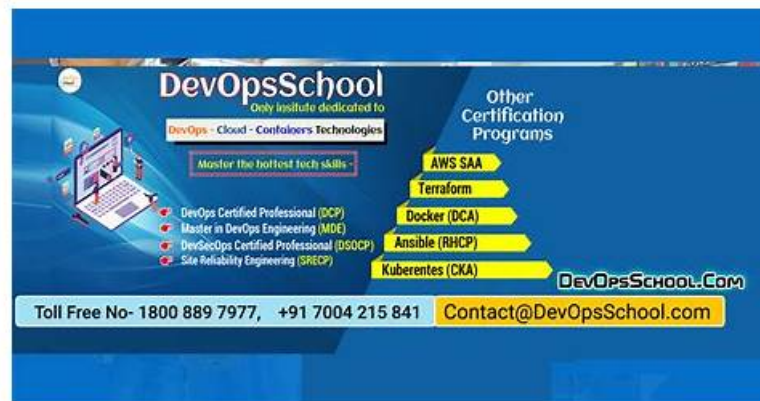 DevOpsSchool
Only insitute dedicated to
DevOps - Cloud - Containers Technologies
Master the hottest tech skills -
DevOps Certified Professional (DCP)
Master in DevOps Engineering (MDE)
DevSecOps Certified Professional (DSOCP)
Site Reliability Engineering (SRECP)
Other
Certification
Programs
AWS SAA
Terraform
Docker (DCA)
Ansible (RHCP)
Kuberentes (CKA)
DevOpsSchool.Com
Toll Free No- 1800 889 7977, +91 7004 215 841
Contact@DevOpsSchool.com